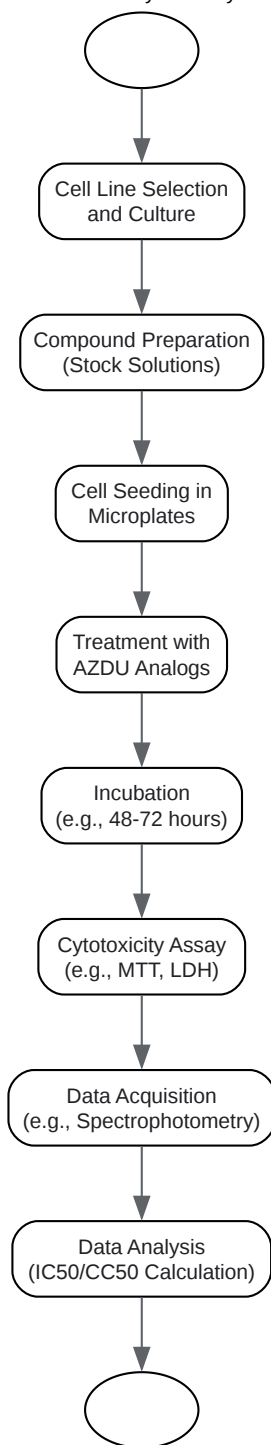 Cell Line Selection
and Culture
Compound Preparation
(Stock Solutions)
Cell Seeding in
Microplates
Treatment with
AZDU Analogs
Incubation
(e.g., 48-72 hours)
Cytotoxicity Assay
(e.g., MTT, LDH)
Data Acquisition
(e.g., Spectrophotometry)
Data Analysis
(IC50/CC50 Calculation)